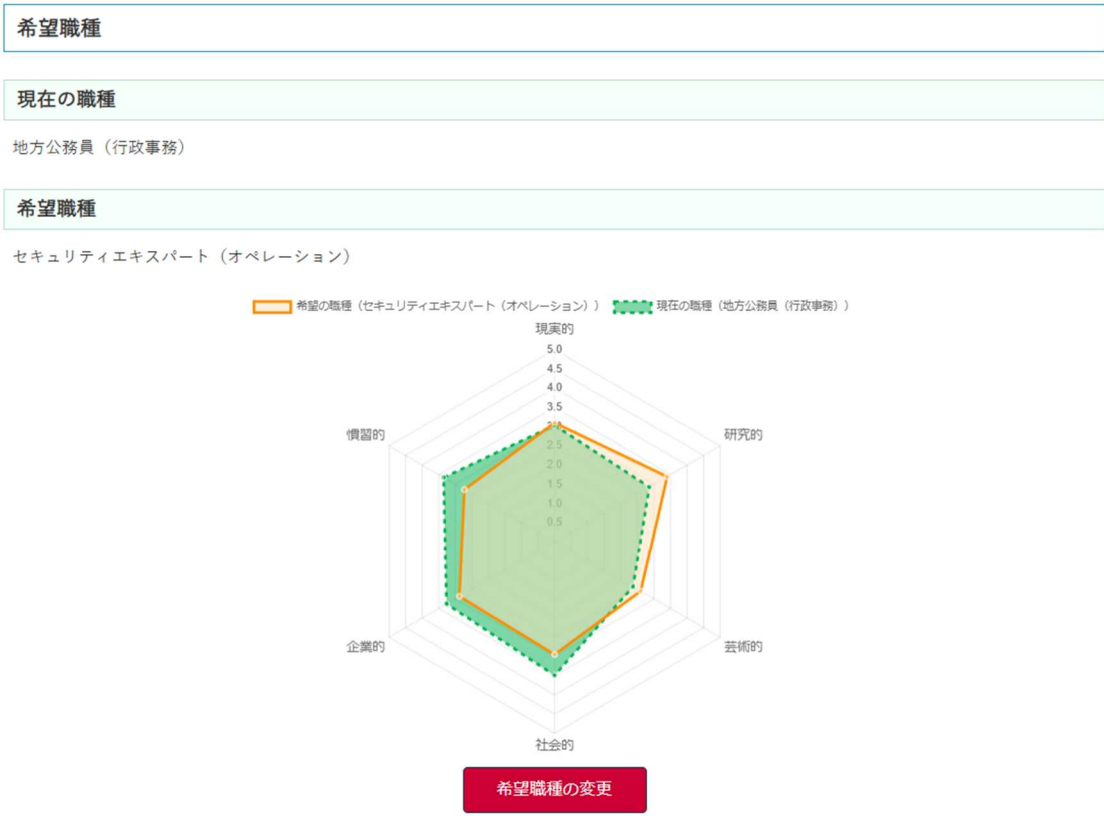 希望職種
現在の職種
地方公務員（行政事務）
希望職種
セキュリティエキスパート（オペレーション）
希望の職種（セキュリティエキスパート（オペレーション）） 現在の職種（地方公務員（行政事務））
現実的
5.0
4.5
4.0
3.5
慣習的
研究的
2.5
2.0
1.5
1.0
0.5
企業的
芸術的
社会的
希望職種の変更